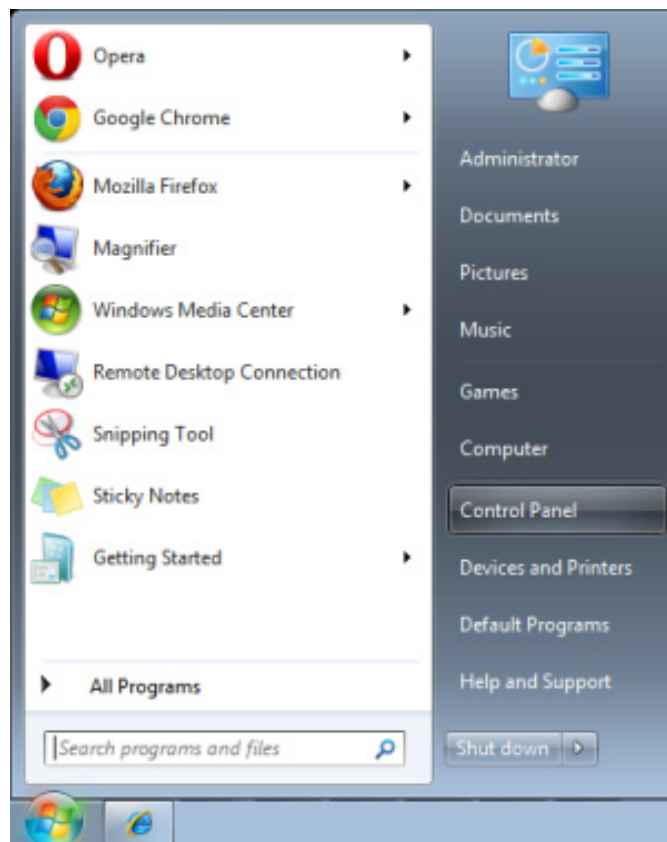 Opera
Google Chrome
Mozilla Firefox
Magnifier
Windows Media Center
Remote Desktop Connection
Snipping Tool
Sticky Notes
Getting Started
All Programs
Search programs and files
Administrator
Documents
Pictures
Music
Games
Computer
Control Panel
Devices and Printers
Default Programs
Help and Support
Shut down